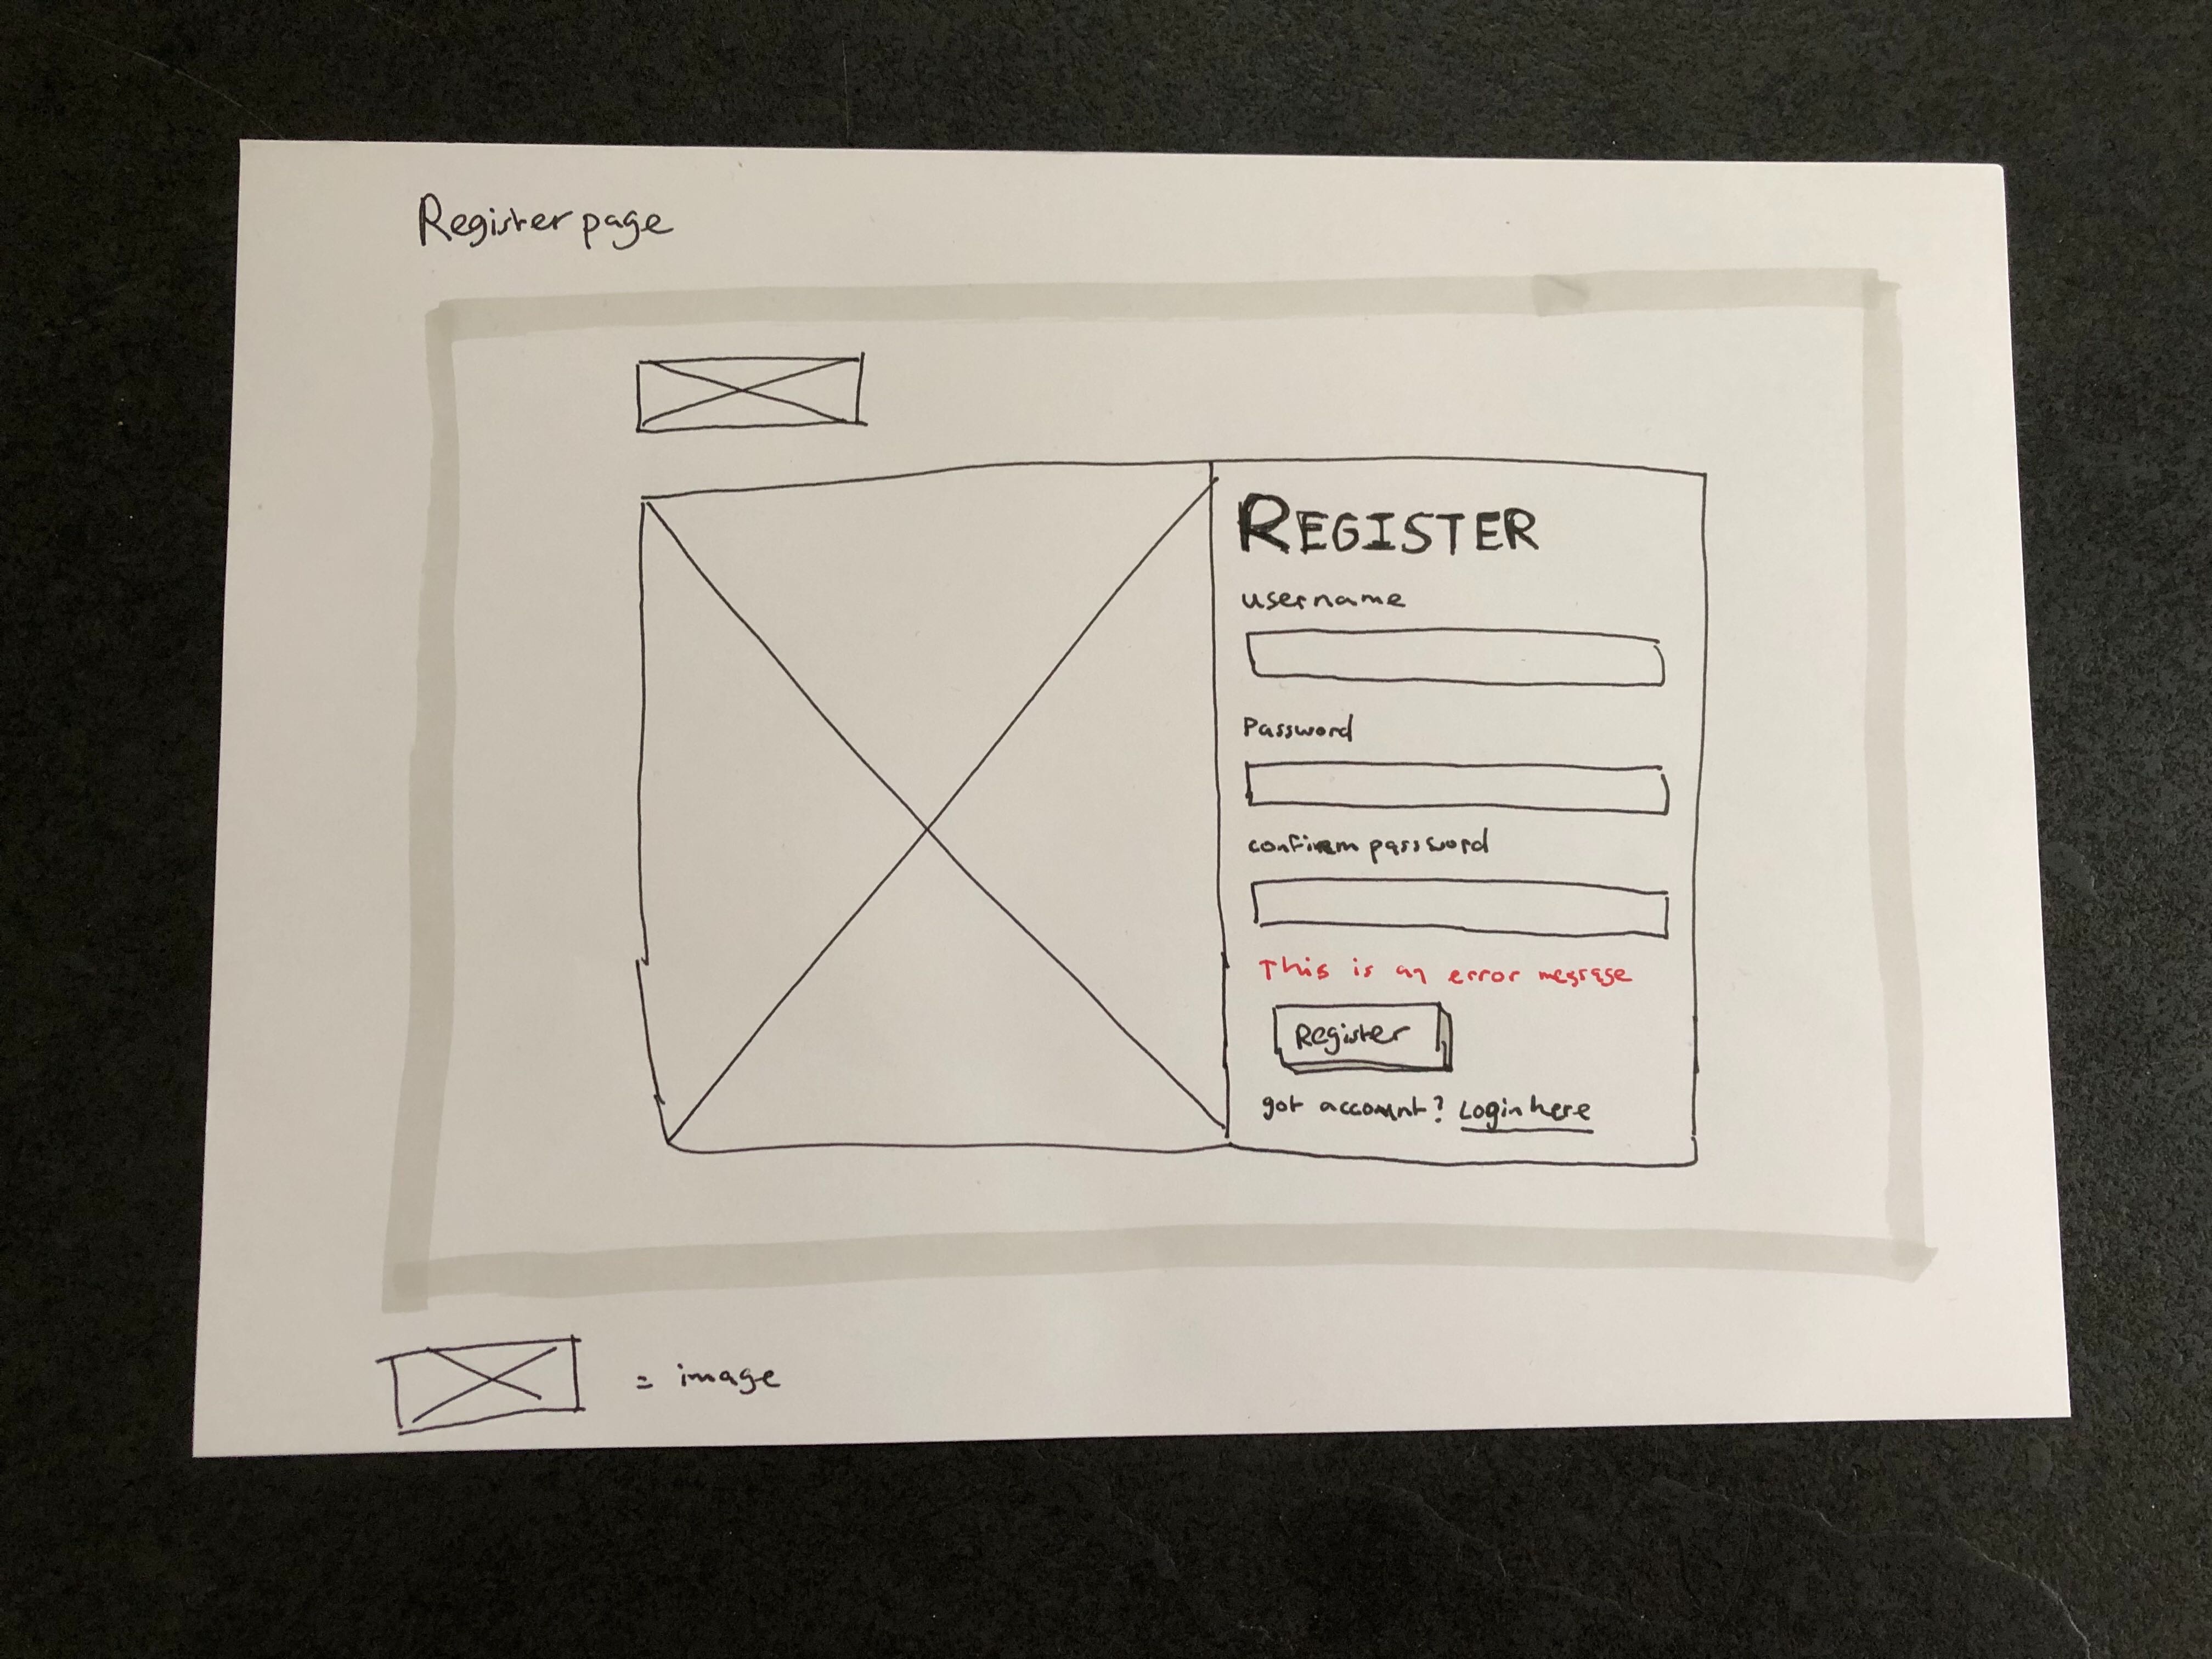 Register page
REGISTER
username
Password
confirm password
This is an error message
Register
got account? Login here
= image